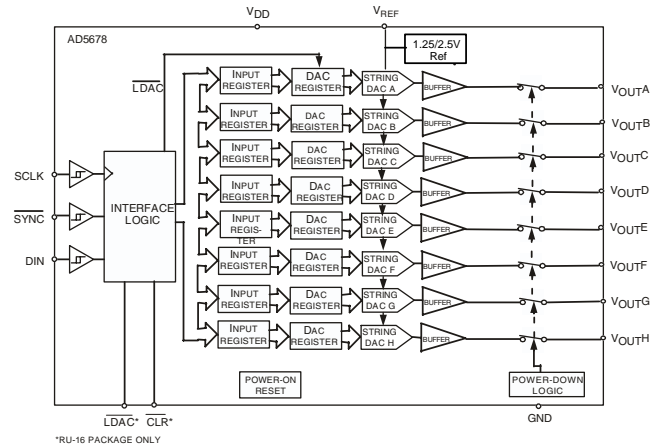 VDD
VREF
AD5678
1.25/2.5V
Ref
LDAC
INPUT
REGISTER
DAC
REGISTER
STRING
DAC A
BUFFER
VOUTA
INPUT
REGISTER
DAC
REGISTER
STRING
DAC B
BUFFER
VOUTB
INPUT
REGISTER
DAC
REGISTER
STRING
DAC C
BUFFER
VOUTC
SCLK
INPUT
REGISTER
DAC
REGISTER
STRING
DAC D
BUFFER
VOUTD
INTERFACE
LOGIC
SYNC
INPUT
REGIS-
TER
DAC
REGISTER
STRING
DAC E
BUFFER
VOUTE
DIN
INPUT
REGISTER
DAC
REGISTER
STRING
DAC F
BUFFER
VOUTF
INPUT
REGISTER
DAC
REGISTER
STRING
DAC G
BUFFER
VOUTG
INPUT
REGISTER
DAC
REGISTER
STRING
DAC H
BUFFER
VOUTH
POWER-ON
RESET
POWER-DOWN
LOGIC
LDAC* CLR*
GND
*RU-16 PACKAGE ONLY